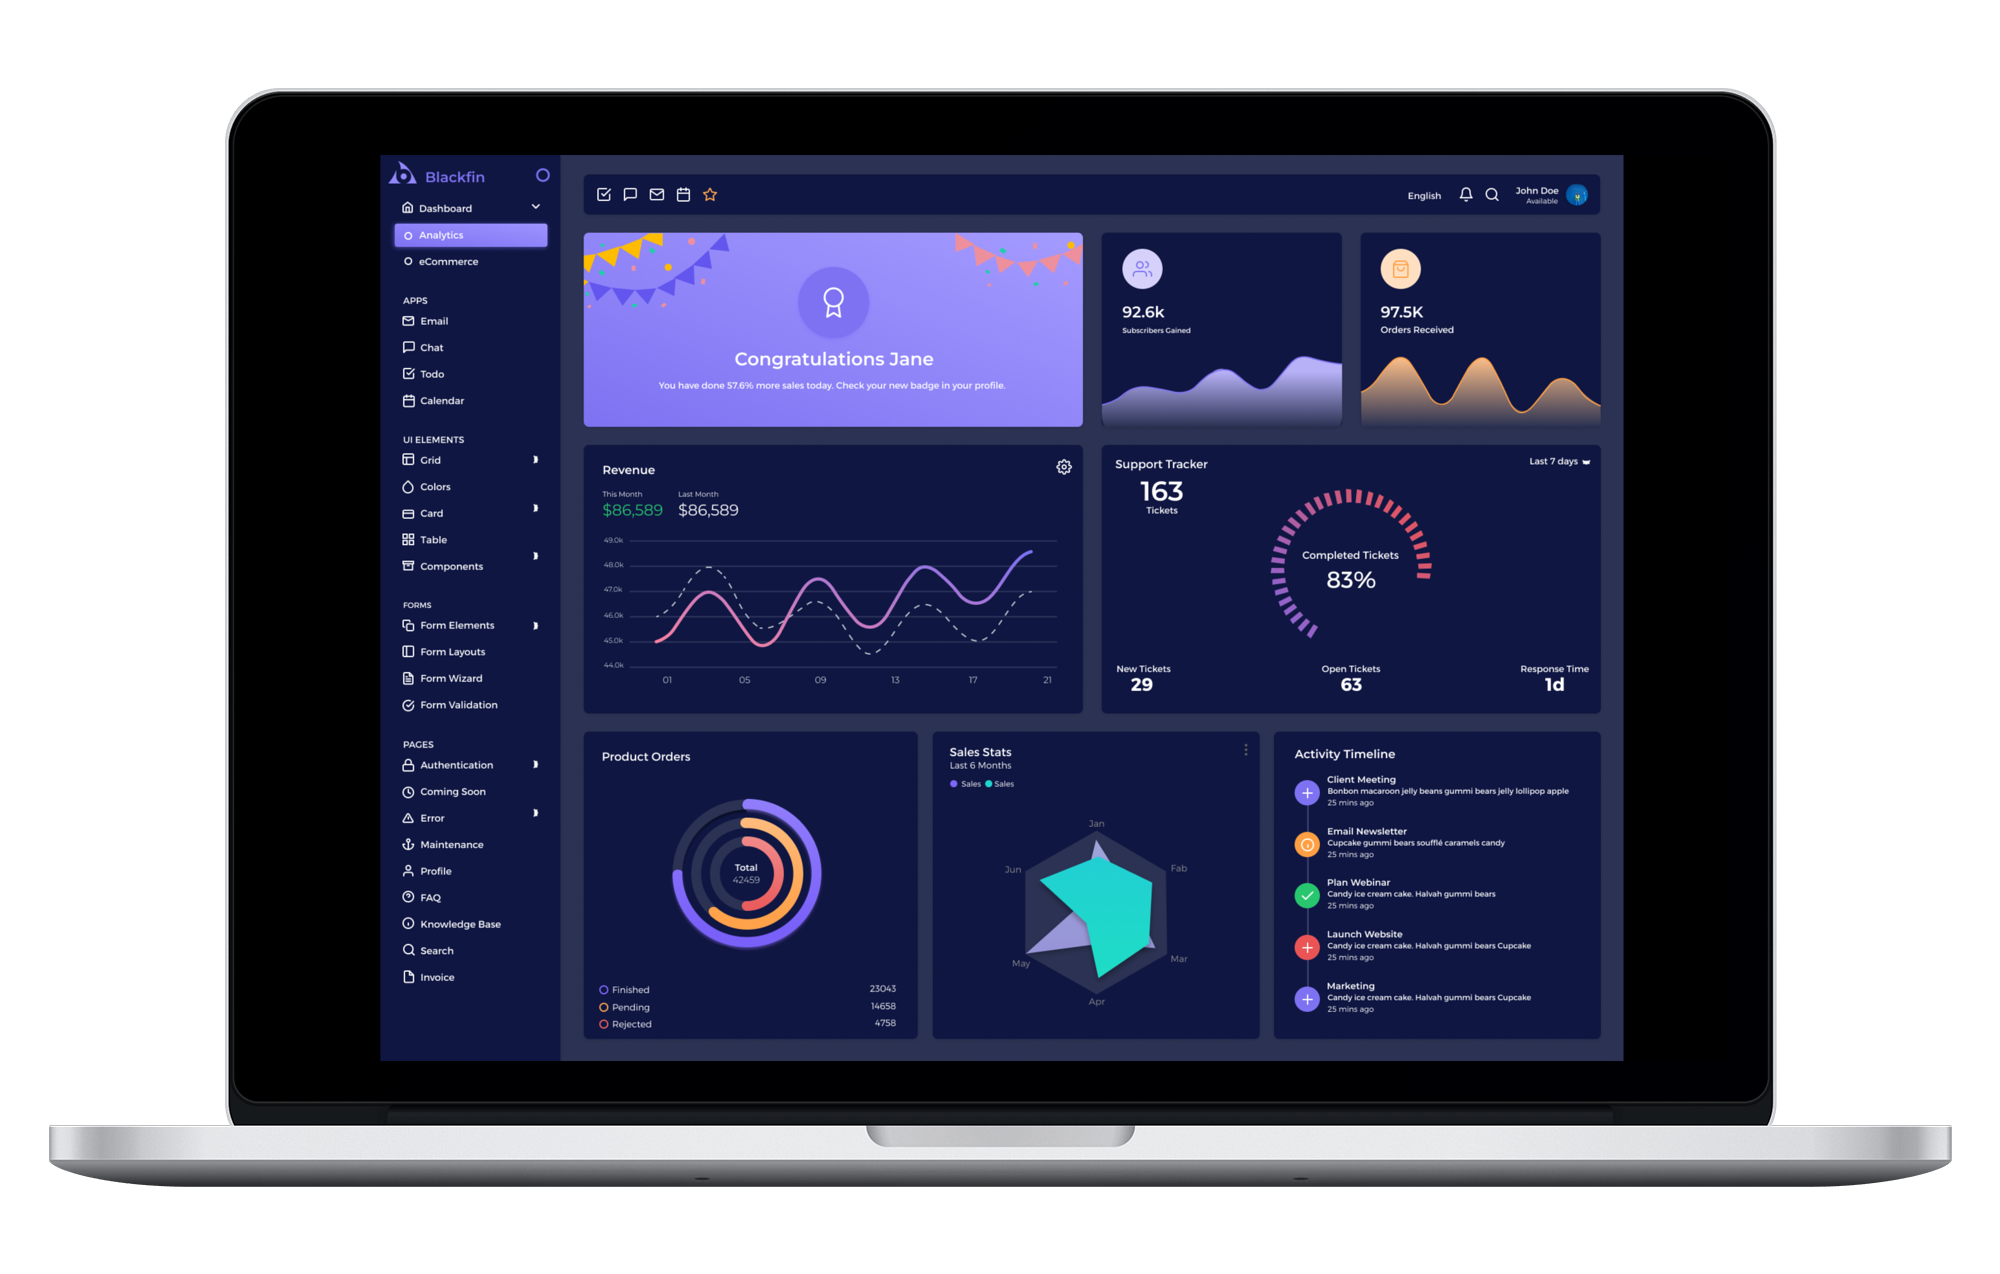 Blackfin
Dashboard
Analytics
eCommerce
APPS
Email
Chat
Todo
Calendar
UI ELEMENTS
Grid
Colors
Card
Table
Components
FORMS
Form Elements
Form Layouts
Form Wizard
Form Validation
PAGES
Authentication
Coming Soon
Error
Maintenance
Profile
FAQ
Knowledge Base
Search
Invoice
English
John Doe
Available
Congratulations Jane
You have done 57.6% more sales today. Check your new badge in your profile.
92.6k
Subscribers Gained
97.5K
Orders Received
Revenue
This Month Last Month
$86,589 $86,589
49.0k
48.0k
47.0k
46.0k
45.0k
44.0k
01 05 09 13 17 21
Support Tracker
Last 7 days
163
Tickets
Completed Tickets
83%
New Tickets Open Tickets Response Time
29 63 1d
Product Orders
Total
42459
Finished 23043
Pending 14658
Rejected 4758
Sales Stats
Last 6 Months
Sales Sales
Jan
Fab
Mar
Apr
May
Jun
Activity Timeline
Client Meeting
Bonbon macaroon jelly beans gummi bears jelly lollipop apple
25 mins ago
Email Newsletter
Cupcake gummi bears soufflé caramels candy
25 mins ago
Plan Webinar
Candy ice cream cake. Halvah gummi bears
25 mins ago
Launch Website
Candy ice cream cake. Halvah gummi bears Cupcake
25 mins ago
Marketing
Candy ice cream cake. Halvah gummi bears Cupcake
25 mins ago